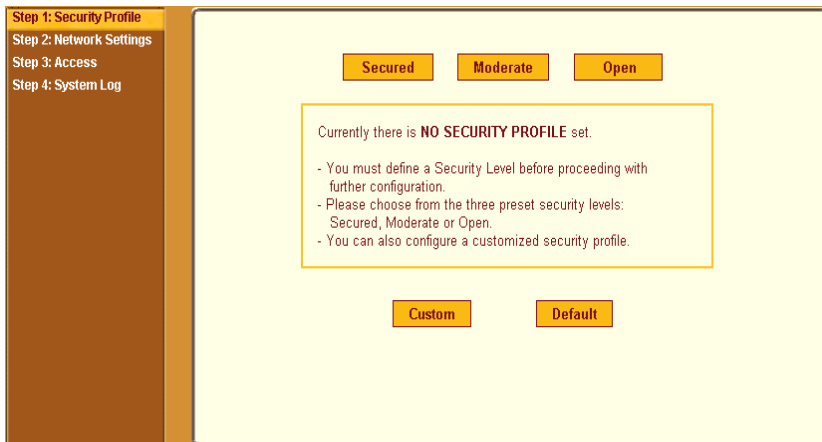 Step 1: Security Profile
Step 2: Network Settings
Step 3: Access
Step 4: System Log
Secured
Moderate
Open
Currently there is NO SECURITY PROFILE set.
- You must define a Security Level before proceeding with
further configuration.
- Please choose from the three preset security levels:
Secured, Moderate or Open.
- You can also configure a customized security profile.
Custom
Default